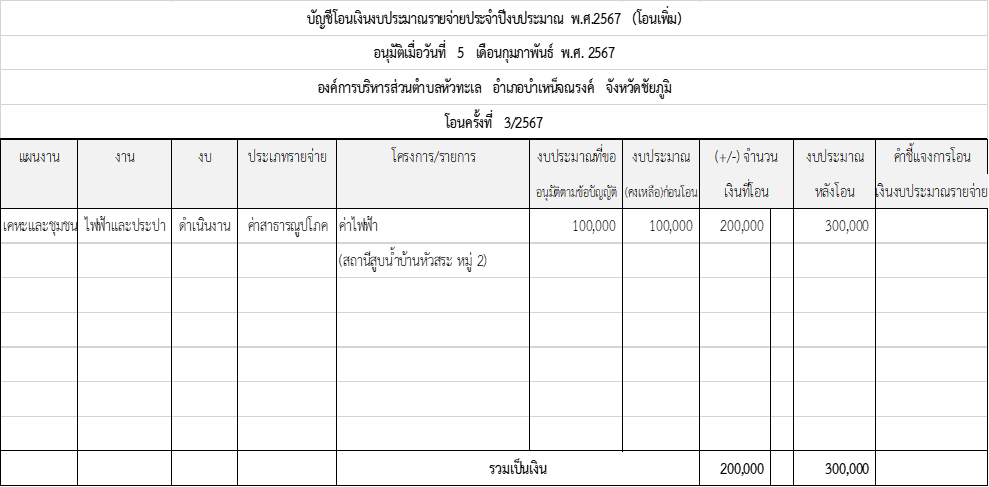 บัญชีโอนเงินงบประมาณรายจ่ายประจำปีงบประมาณ พ.ศ.2567 (โอนเพิ่ม)
อนุมัติเมื่อวันที่ 5 เดือนกุมภาพันธ์ พ.ศ. 2567
องค์การบริหารส่วนตำบลหัวทะเล อำเภอบำเหน็จณรงค์ จังหวัดชัยภูมิ
โอนครั้งที่ 3/2567
แผนงาน งาน งบ ประเภทรายจ่าย โครงการ/รายการ งบประมาณที่ขอ งบประมาณ (+/-) จำนวน งบประมาณ คำชี้แจงการโอน
อนุมัติตามข้อบัญญัติ (คงเหลือ)ก่อนโอน เงินที่โอน หลังโอน เงินงบประมาณรายจ่าย
เคหะและชุมชน ไฟฟ้าและประปา ดำเนินงาน ค่าสาธารณูปโภค ค่าไฟฟ้า 100,000 100,000 200,000 300,000
(สถานีสูบน้ำบ้านหัวสระ หมู่ 2)
รวมเป็นเงิน 200,000 300,000